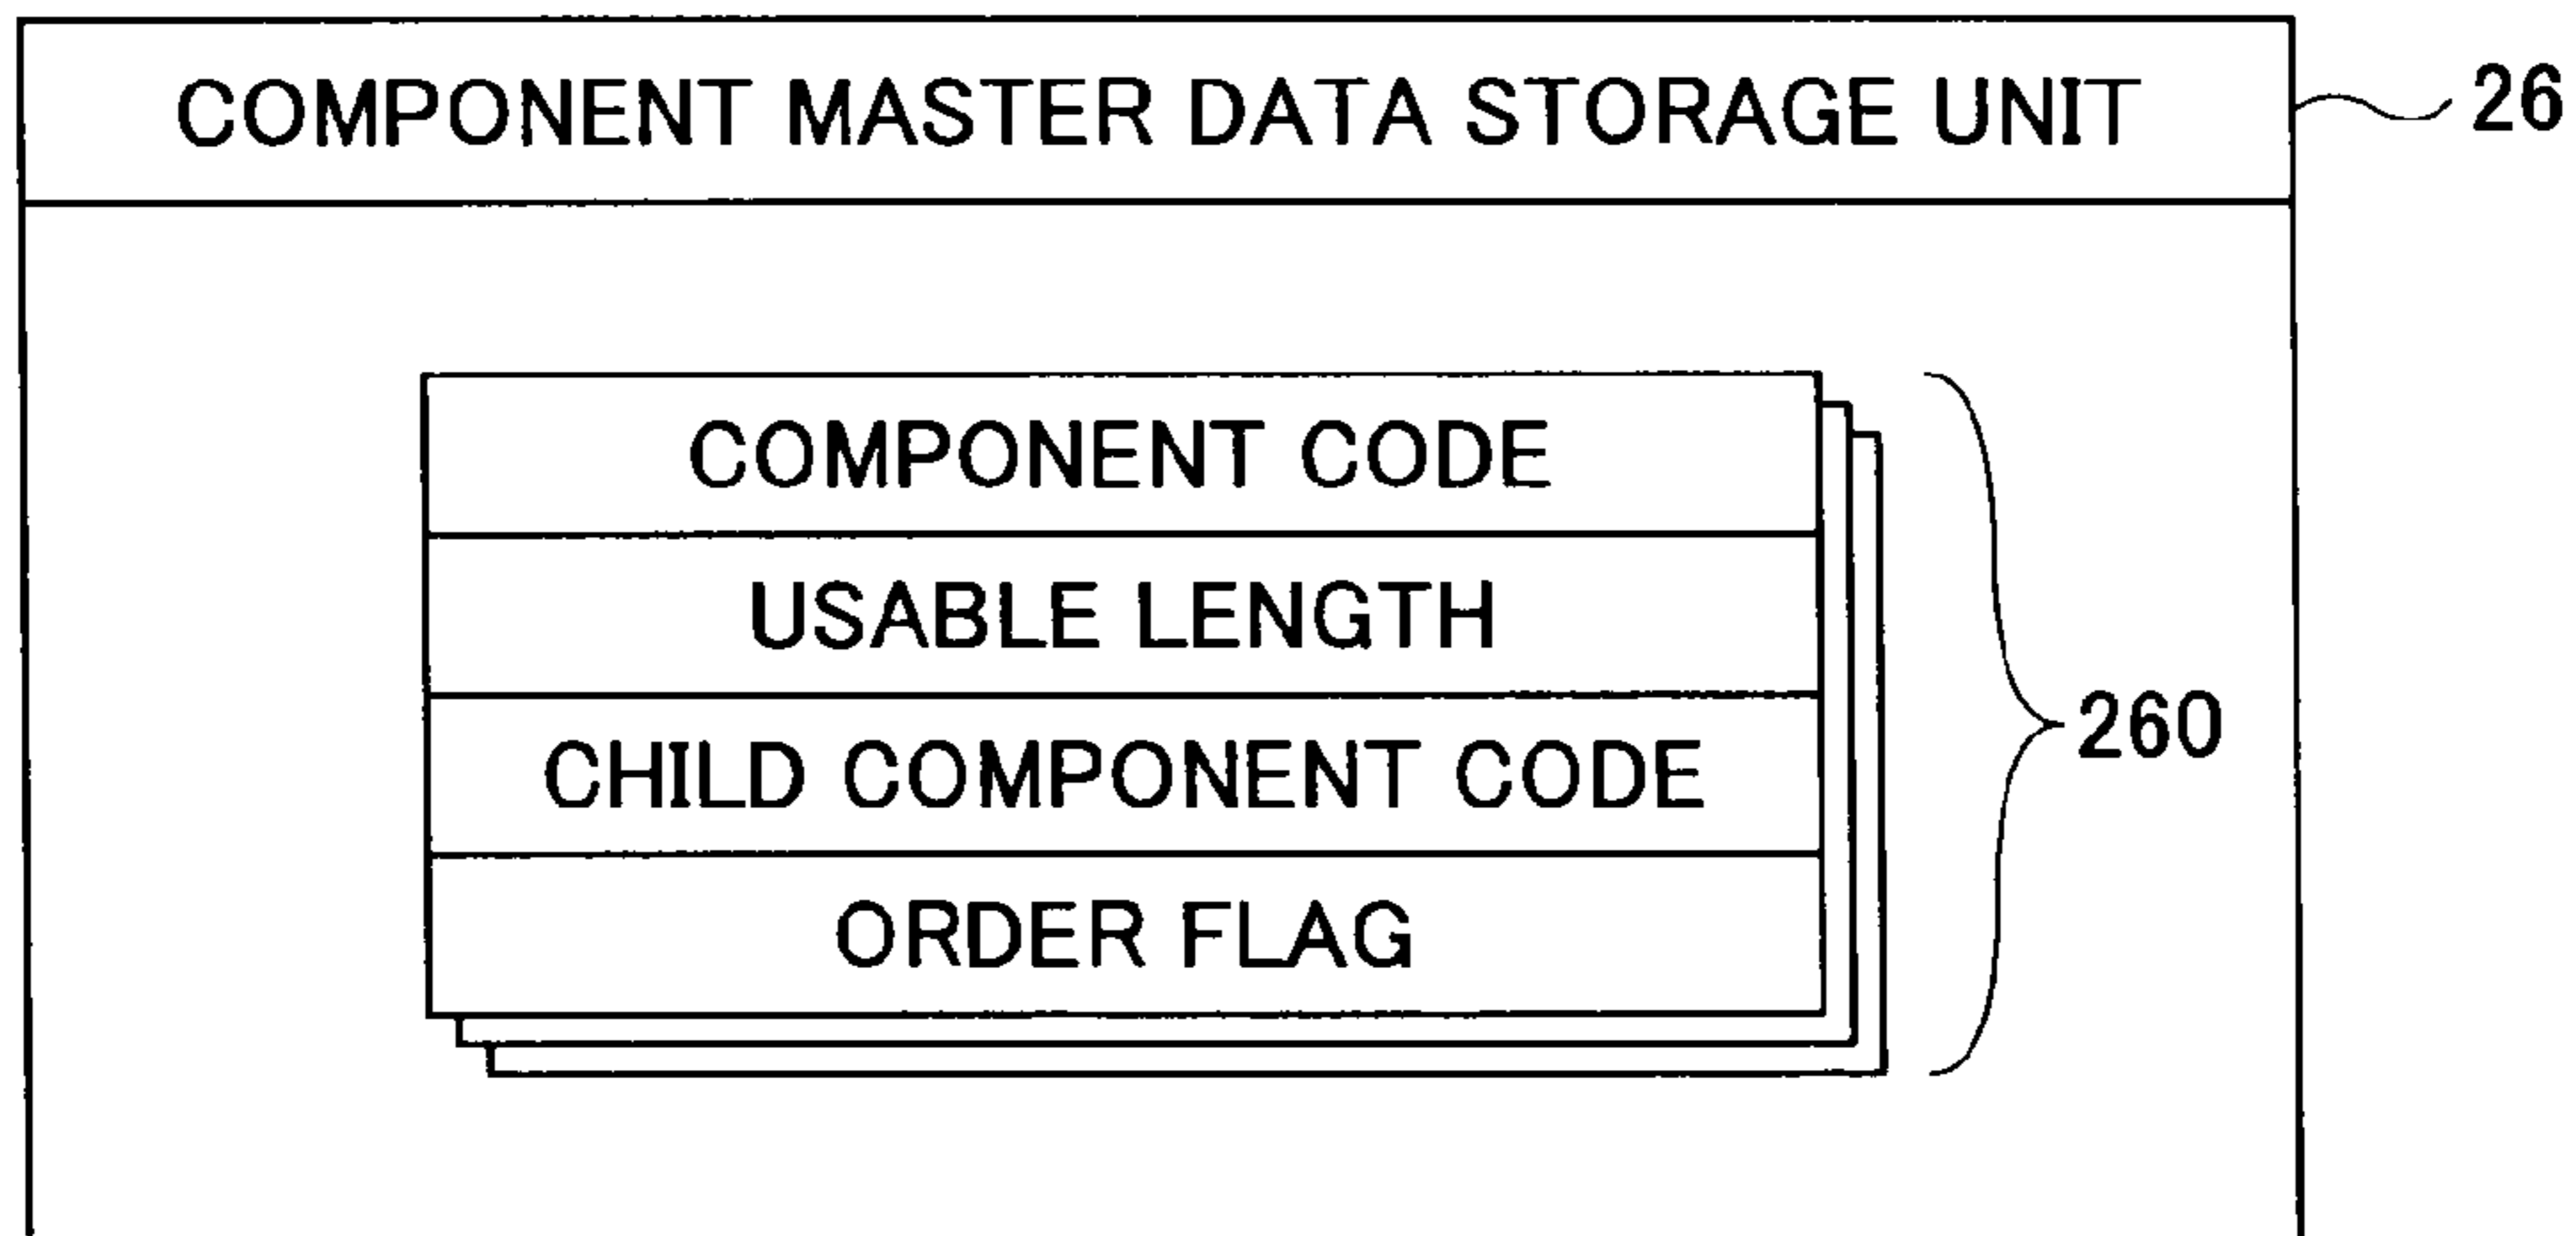 COMPONENT MASTER DATA STORAGE UNIT 26
COMPONENT CODE
USABLE LENGTH
260
CHILD COMPONENT CODE
ORDER FLAG